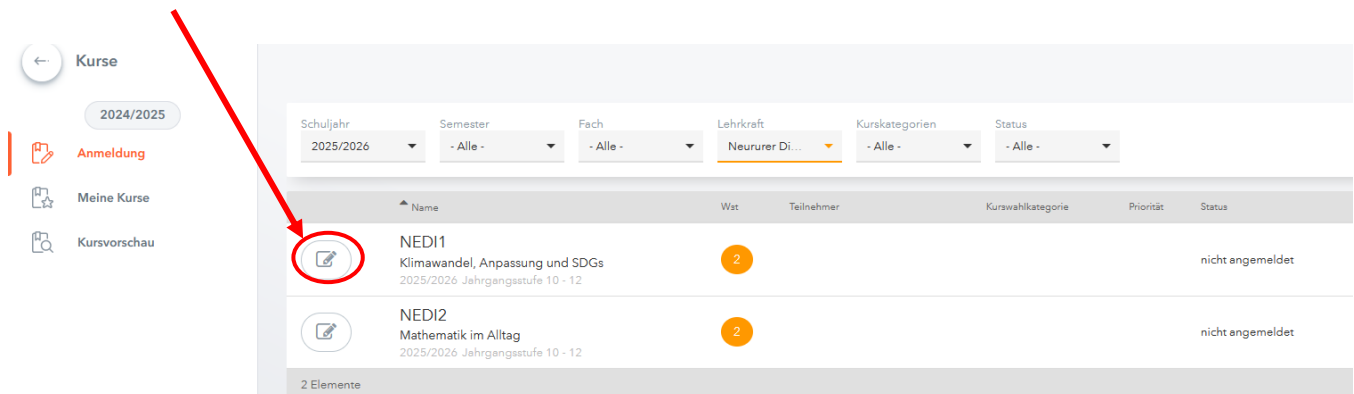 Kurse
2024/2025
Anmeldung
Meine Kurse
Kursvorschau
Schuljahr Semester Fach Lehrkraft Kurskategorien Status
2025/2026 - Alle - - Alle - Neururer Di... - Alle - - Alle -
Name Wst Teilnehmer Kurswahlkategorie Priorität Status
NEDI1
Klimawandel, Anpassung und SDGs 2 nicht angemeldet
2025/2026 Jahrgangsstufe 10 - 12
NEDI2
Mathematik im Alltag 2 nicht angemeldet
2025/2026 Jahrgangsstufe 10 - 12
2 Elemente